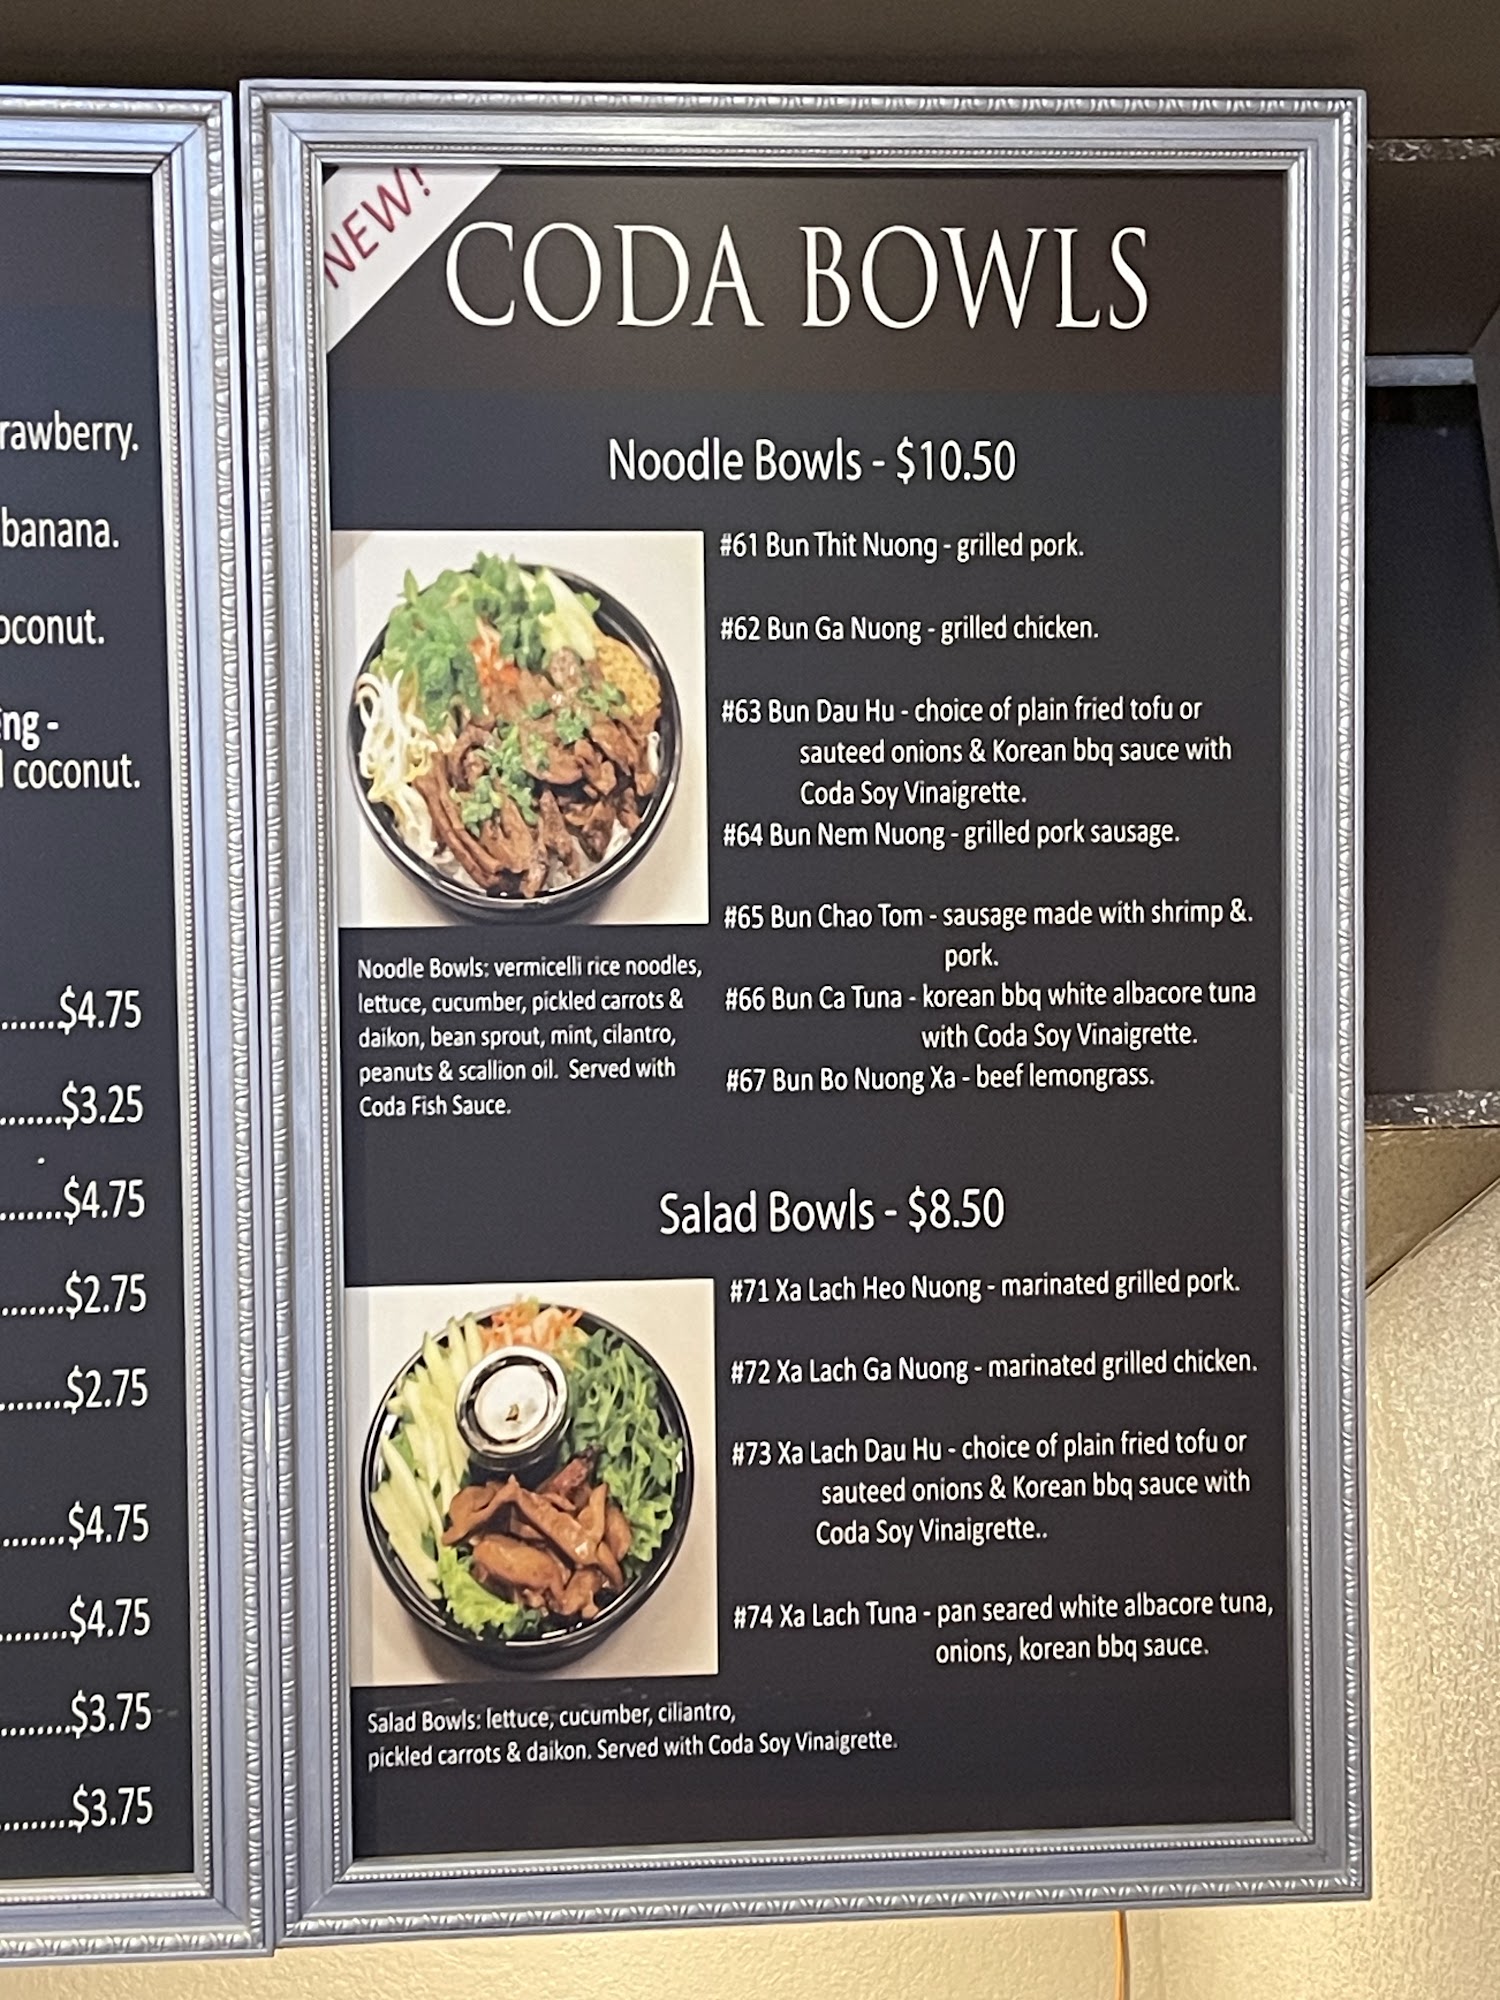 rawberry.
banana.
oconut.
ng -
coconut.
.......$4.75
.......$3.25
.......$4.75
.......$2.75
.......$2.75
.......$4.75
........$4.75
........$3.75
.........$3.75
NEW!
CODA BOWLS
Noodle Bowls - $10.50
#61 Bun Thit Nuong - grilled pork.
#62 Bun Ga Nuong - grilled chicken.
#63 Bun Dau Hu - choice of plain fried tofu or
sauteed onions & Korean bbq sauce with
Coda Soy Vinaigrette.
#64 Bun Nem Nuong - grilled pork sausage.
#65 Bun Chao Tom - sausage made with shrimp &.
pork.
#66 Bun Ca Tuna - korean bbq white albacore tuna
with Coda Soy Vinaigrette.
#67 Bun Bo Nuong Xa - beef lemongrass.
Noodle Bowls: vermicelli rice noodles,
lettuce, cucumber, pickled carrots &
daikon, bean sprout, mint, cilantro,
peanuts & scallion oil. Served with
Coda Fish Sauce.
Salad Bowls - $8.50
#71 Xa Lach Heo Nuong - marinated grilled pork.
#72 Xa Lach Ga Nuong - marinated grilled chicken.
#73 Xa Lach Dau Hu - choice of plain fried tofu or
sauteed onions & Korean bbq sauce with
Coda Soy Vinaigrette..
#74 Xa Lach Tuna - pan seared white albacore tuna,
onions, korean bbq sauce.
Salad Bowls: lettuce, cucumber, ciliantro,
pickled carrots & daikon. Served with Coda Soy Vinaigrette.